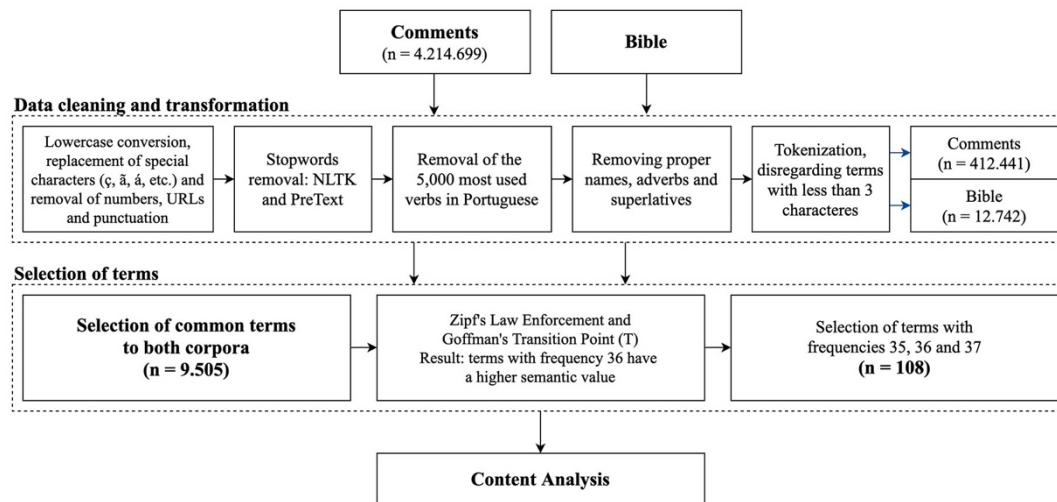 Comments
(n = 4.214.699)
Bible
Data cleaning and transformation
Lowercase conversion,
replacement of special
characters (ç, ã, á, etc.) and
removal of numbers, URLs
and punctuation
Stopwords
removal: NLTK
and PreText
Removal of the
5,000 most used
verbs in Portuguese
Removing proper
names, adverbs and
superlatives
Tokenization,
disregarding terms
with less than 3
characteres
Comments
(n = 412.441)
Bible
(n = 12.742)
Selection of terms
Selection of common terms
to both corpora
(n = 9.505)
Zipf's Law Enforcement and
Goffman's Transition Point (T)
Result: terms with frequency 36 have
a higher semantic value
Selection of terms with
frequencies 35, 36 and 37
(n = 108)
Content Analysis